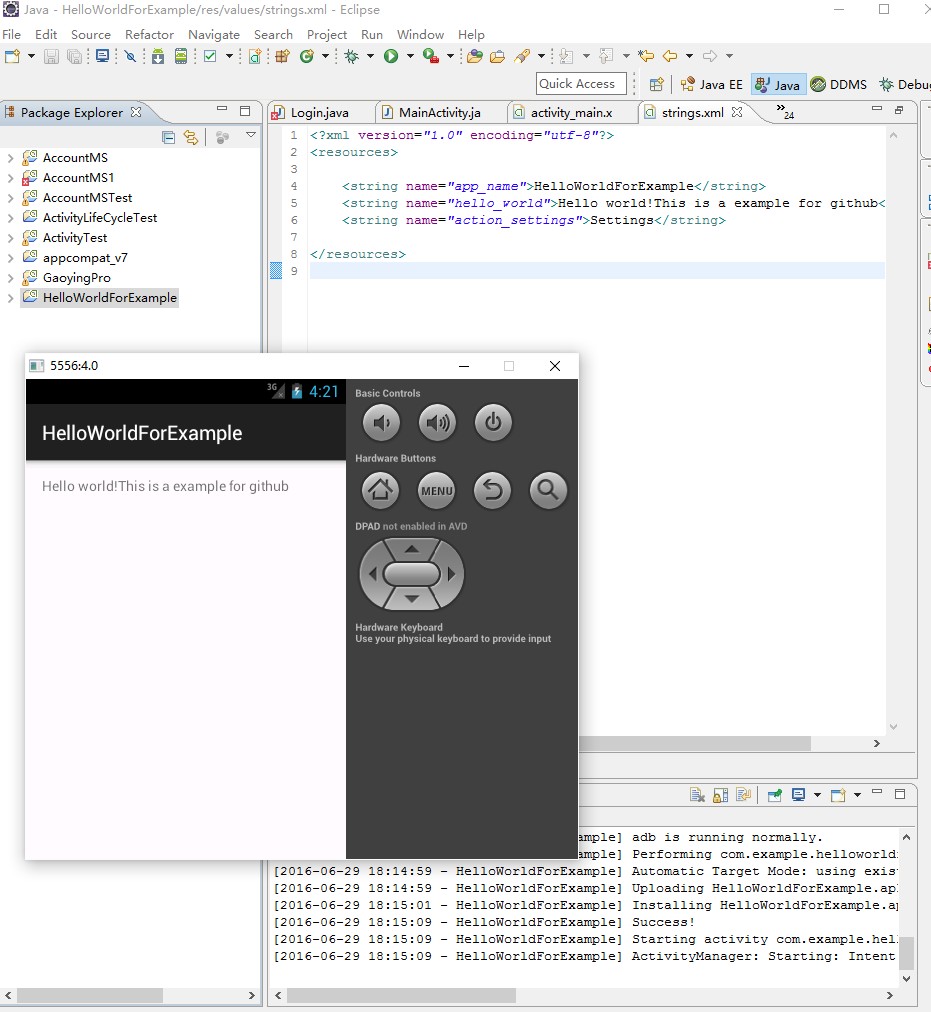 Java - HelloWorldForExample/res/values/strings.xml - Eclipse
File Edit Source Refactor Navigate Search Project Run Window Help
Quick Access
Java EE Java DDMS Debug
Package Explorer
Login.java MainActivity.ja activity_main.x strings.xml 24
AccountMS
AccountMS1
AccountMSTest
ActivityLifeCycleTest
ActivityTest
appcompat_v7
GaoyingPro
HelloWorldForExample
1 <?xml version="1.0" encoding="utf-8"?>
2 <resources>
3
4 <string name="app_name">HelloWorldForExample</string>
5 <string name="hello_world">Hello world!This is a example for github<
6 <string name="action_settings">Settings</string>
7
8 </resources>
9
5556:4.0
3G 4:21
HelloWorldForExample
Hello world!This is a example for github
Basic Controls
Hardware Buttons
MENU
DPAD not enabled in AVD
Hardware Keyboard
Use your physical keyboard to provide input
ample] adb is running normally.
ample] Performing com.example.helloworld
[2016-06-29 18:14:59 - HelloWorldForExample] Automatic Target Mode: using exis
[2016-06-29 18:14:59 - HelloWorldForExample] Uploading HelloWorldForExample.ap
[2016-06-29 18:15:01 - HelloWorldForExample] Installing HelloWorldForExample.a
[2016-06-29 18:15:09 - HelloWorldForExample] Success!
[2016-06-29 18:15:09 - HelloWorldForExample] Starting activity com.example.hel
[2016-06-29 18:15:09 - HelloWorldForExample] ActivityManager: Starting: Intent